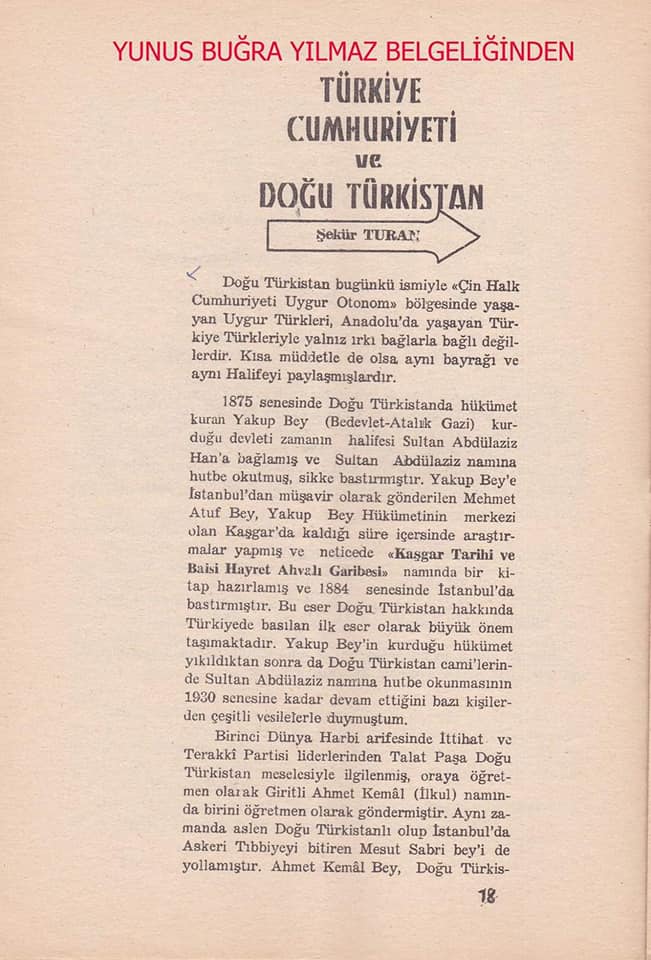 YUNUS BUĞRA YILMAZ BELGELİĞİNDEN
TÜRKİYE
CUMHURİYETİ
ve
DOĞU TÜRKİSTAN
Şekür TURAN
Doğu Türkistan bugünkü ismiyle «Çin Halk
Cumhuriyeti Uygur Otonom» bölgesinde yaşa-
yan Uygur Türkleri, Anadolu'da yaşayan Tür-
kiye Türkleriyle yalnız ırkı bağlarla bağlı değil-
lerdir. Kısa müddetle de olsa aynı bayrağı ve
aynı Halifeyi paylaşmışlardır.
1875 senesinde Doğu Türkistanda hükümet
kuran Yakup Bey (Bedevlet-Atalık Gazi) kur-
duğu devleti zamanın halifesi Sultan Abdülaziz
Han'a bağlamış ve Sultan Abdülaziz namına
hutbe okutmuş, sikke bastırmıştır. Yakup Bey'e
İstanbul'dan müşavir olarak gönderilen Mehmet
Atuf Bey, Yakup Bey Hükümetinin merkezi
olan Kaşgar'da kaldığı süre içersinde araştır-
malar yapmış ve neticede «Kaşgar Tarihi ve
Baisi Hayret Ahvalı Garibesi» namında bir ki-
tap hazırlamış ve 1884 senesinde İstanbul'da
bastırmıştır. Bu eser Doğu Türkistan hakkında
Türkiyede basılan ilk eser olarak büyük önem
taşımaktadır. Yakup Bey'in kurduğu hükümet
yıkıldıktan sonra da Doğu Türkistan cami'lerin-
de Sultan Abdülaziz namına hutbe okunmasının
1930 senesine kadar devam ettiğini bazı kişiler-
den çeşitli vesilelerle duymuştum.
Birinci Dünya Harbi arifesinde İttihat ve
Terakkî Partisi liderlerinden Talat Paşa Doğu
Türkistan meselesiyle ilgilenmiş, oraya öğret-
men olarak Giritli Ahmet Kemâl (İlkul) namın-
da birini öğretmen olarak göndermiştir. Aynı za-
manda aslen Doğu Türkistanlı olup İstanbul'da
Askeri Tıbbiyeyi bitiren Mesut Sabri bey'i de
yollamıştır. Ahmet Kemâl Bey, Doğu Türkis-
18